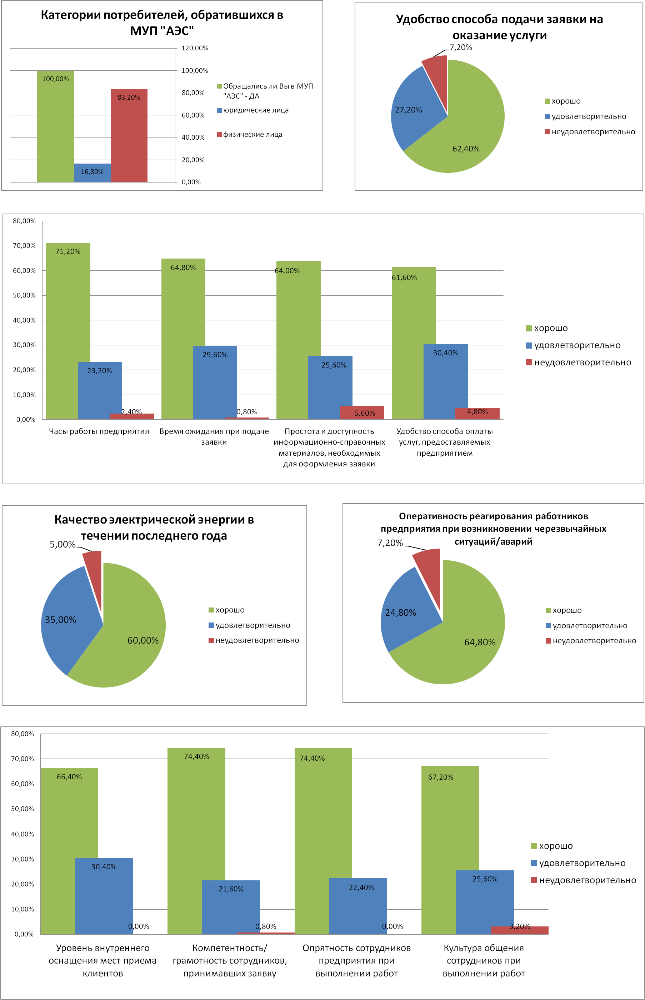 Категории потребителей, обратившихся в
МУП "АЭС"
120,00%
100,00%
80,00%
60,00%
40,00%
20,00%
0,00%
100,00%
16,80%
83,20%
Обращались ли Вы в МУП
"АЭС" - ДА
юридические лица
физические лица
Удобство способа подачи заявки на
оказание услуги
7,20%
27,20%
62,40%
хорошо
удовлетворительно
неудовлетворительно
80,00%
70,00%
60,00%
50,00%
40,00%
30,00%
20,00%
10,00%
0,00%
71,20%
23,20%
2,40%
64,80%
29,60%
0,80%
64,00%
25,60%
5,60%
61,60%
30,40%
4,80%
Часы работы предприятия
Время ожидания при подаче
заявки
Простота и доступность
информационно-справочных
материалов, необходимых
для оформления заявки
Удобство способа оплаты
услуг, предоставляемых
предприятием
хорошо
удовлетворительно
неудовлетворительно
Качество электрической энергии в
течении последнего года
5,00%
35,00%
60,00%
хорошо
удовлетворительно
неудовлетворительно
Оперативность реагирования работников
предприятия при возникновении черезвычайных
ситуаций/аварий
7,20%
24,80%
64,80%
хорошо
удовлетворительно
неудовлетворительно
80,00%
70,00%
60,00%
50,00%
40,00%
30,00%
20,00%
10,00%
0,00%
66,40%
30,40%
0,00%
74,40%
21,60%
0,80%
74,40%
22,40%
0,00%
67,20%
25,60%
3,20%
Уровень внутреннего
оснащения мест приема
клиентов
Компетентность/
грамотность сотрудников,
принимавших заявку
Опрятность сотрудников
предприятия при
выполнении работ
Культура общения
сотрудников при
выполнении работ
хорошо
удовлетворительно
неудовлетворительно